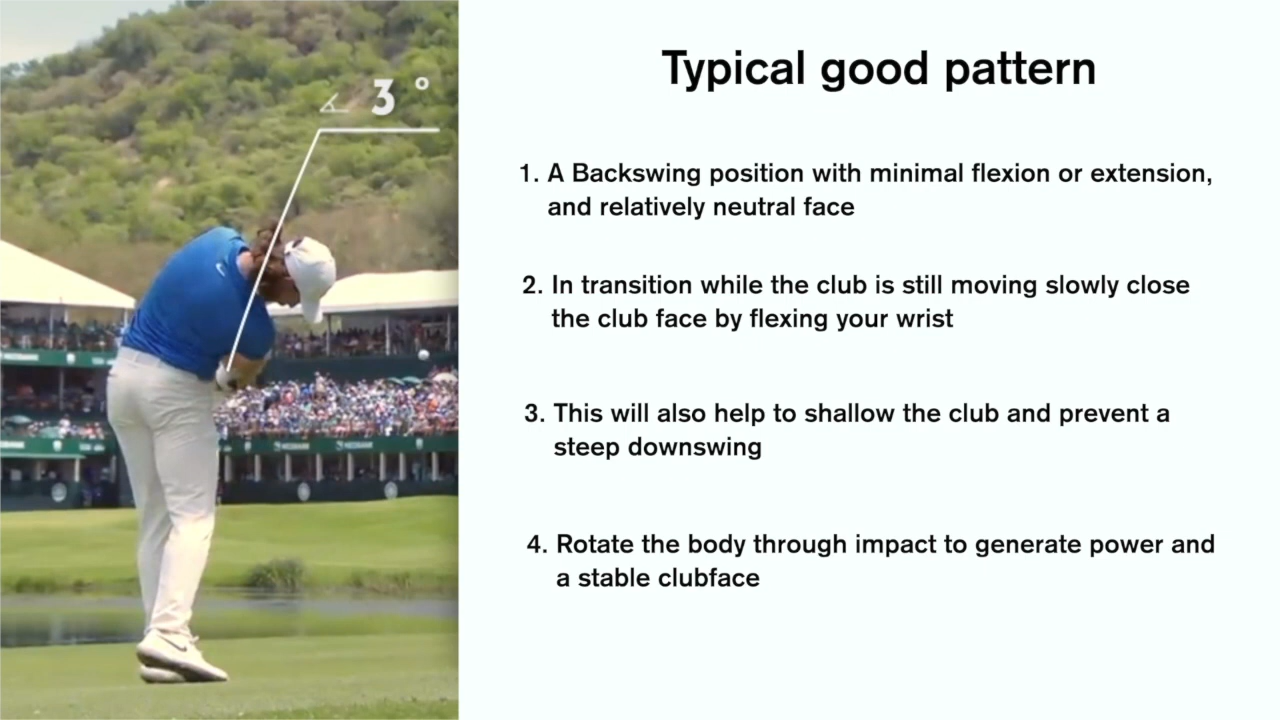 3 °
Typical good pattern
1. A Backswing position with minimal flexion or extension,
and relatively neutral face
2. In transition while the club is still moving slowly close
the club face by flexing your wrist
3. This will also help to shallow the club and prevent a
steep downswing
4. Rotate the body through impact to generate power and
a stable clubface